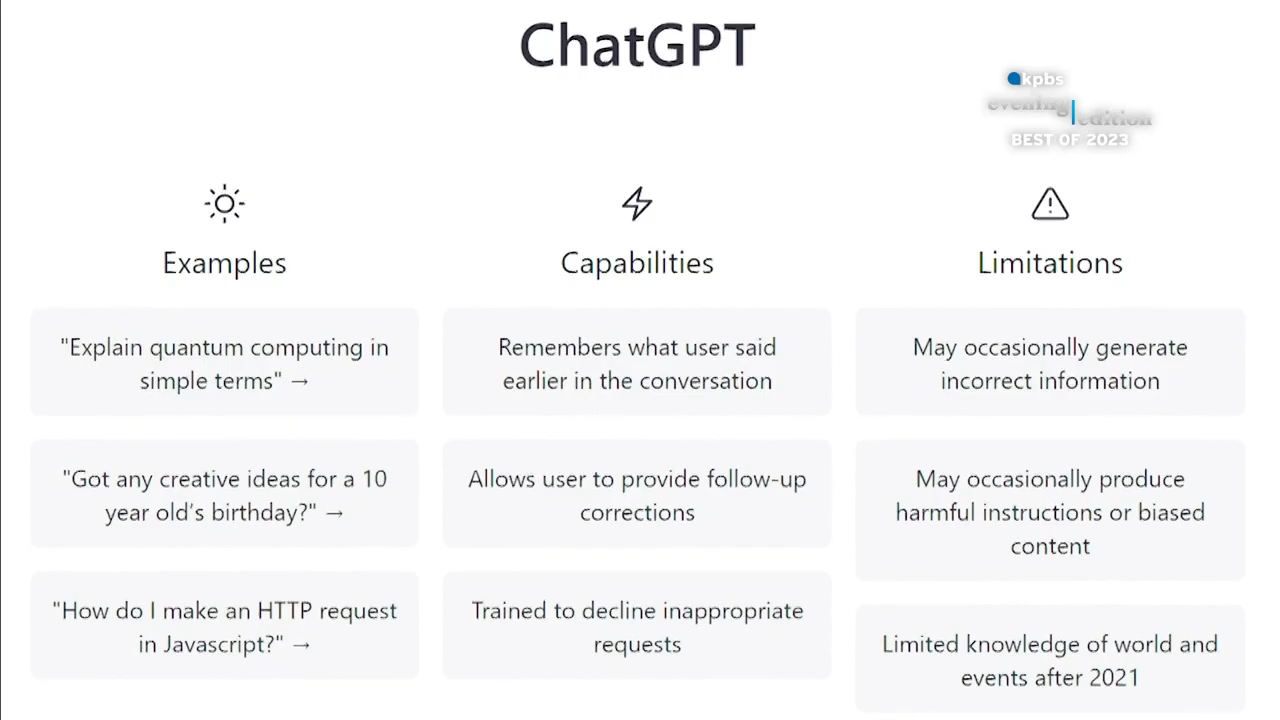 ChatGPT
kpbs
evening
edition
BEST OF 2023
Examples
"Explain quantum computing in
simple terms" →
"Got any creative ideas for a 10
year old's birthday?" →
"How do I make an HTTP request
in Javascript?" →
Capabilities
Remembers what user said
earlier in the conversation
Allows user to provide follow-up
corrections
Trained to decline inappropriate
requests
Limitations
May occasionally generate
incorrect information
May occasionally produce
harmful instructions or biased
content
Limited knowledge of world and
events after 2021